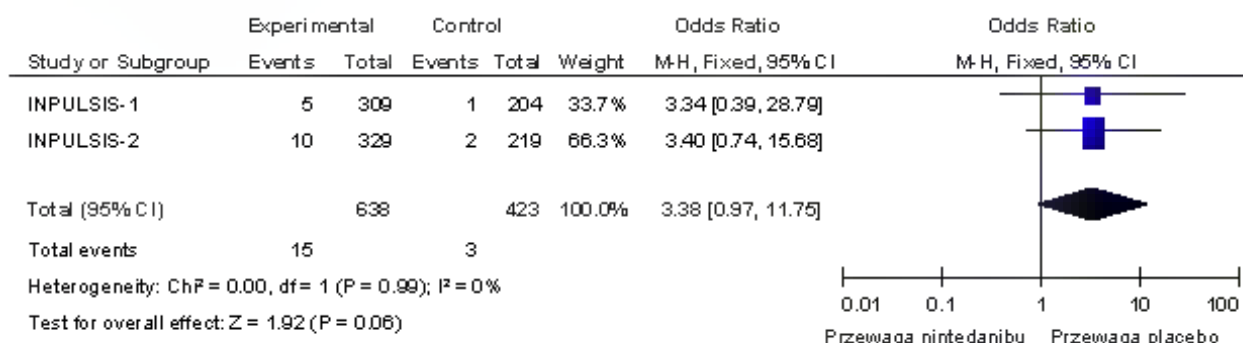 Experimental Control Odds Ratio Odds Ratio
Study or Subgroup Events Total Events Total Weight M-H, Fixed, 95% CI M-H, Fixed, 95% CI
INPULSIS-1 5 309 1 204 33.7% 3.34 [0.39, 28.79]
INPULSIS-2 10 329 2 219 66.3% 3.40 [0.74, 15.68]
Total (95% CI) 638 423 100.0% 3.38 [0.97, 11.75]
Total events 15 3
Heterogeneity: Chi² = 0.00, df = 1 (P = 0.99); I² = 0%
Test for overall effect: Z = 1.92 (P = 0.06)
0.01 0.1 1 10 100
Przewaga nintedanibu Przewaga placebo